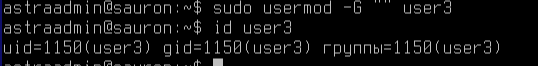 astraadmin@sauron:~$ sudo usermod -G "" user3
astraadmin@sauron:~$ id user3
uid=1150(user3) gid=1150(user3) группы=1150(user3)
astraadmin@sauron:~$